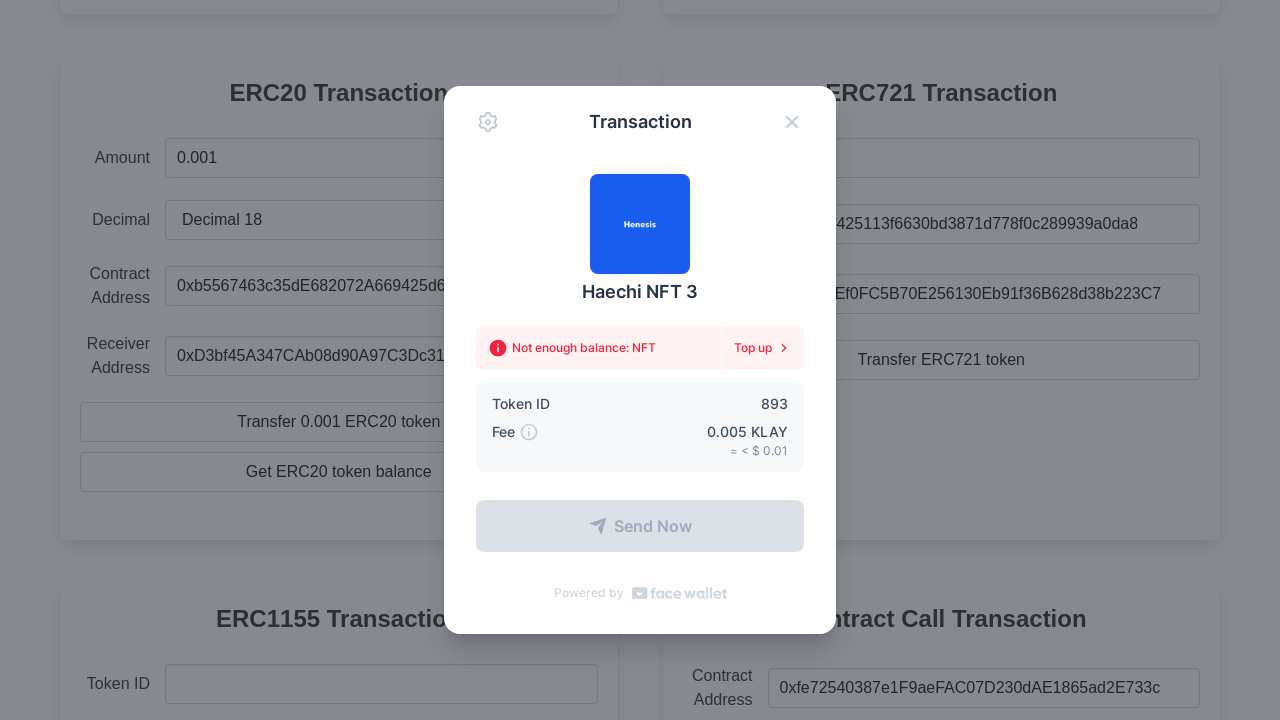 ERC20 Transaction
Amount
0.001
Decimal
Decimal 18
Contract
Address
0xb5567463c35dE682072A669425d6
Receiver
Address
0xD3bf45A347CAb08d90A97C3Dc31
Transfer 0.001 ERC20 token
Get ERC20 token balance
ERC721 Transaction
425113f6630bd3871d778f0c289939a0da8
Ef0FC5B70E256130Eb91f36B628d38b223C7
Transfer ERC721 token
Transaction
Henesis
Haechi NFT 3
Not enough balance: NFT
Top up
Token ID
893
Fee
0.005 KLAY
≈ < $ 0.01
Send Now
Powered by face wallet
ERC1155 Transaction
Token ID
ntract Call Transaction
Contract
Address
0xfe72540387e1F9aeFAC07D230dAE1865ad2E733c